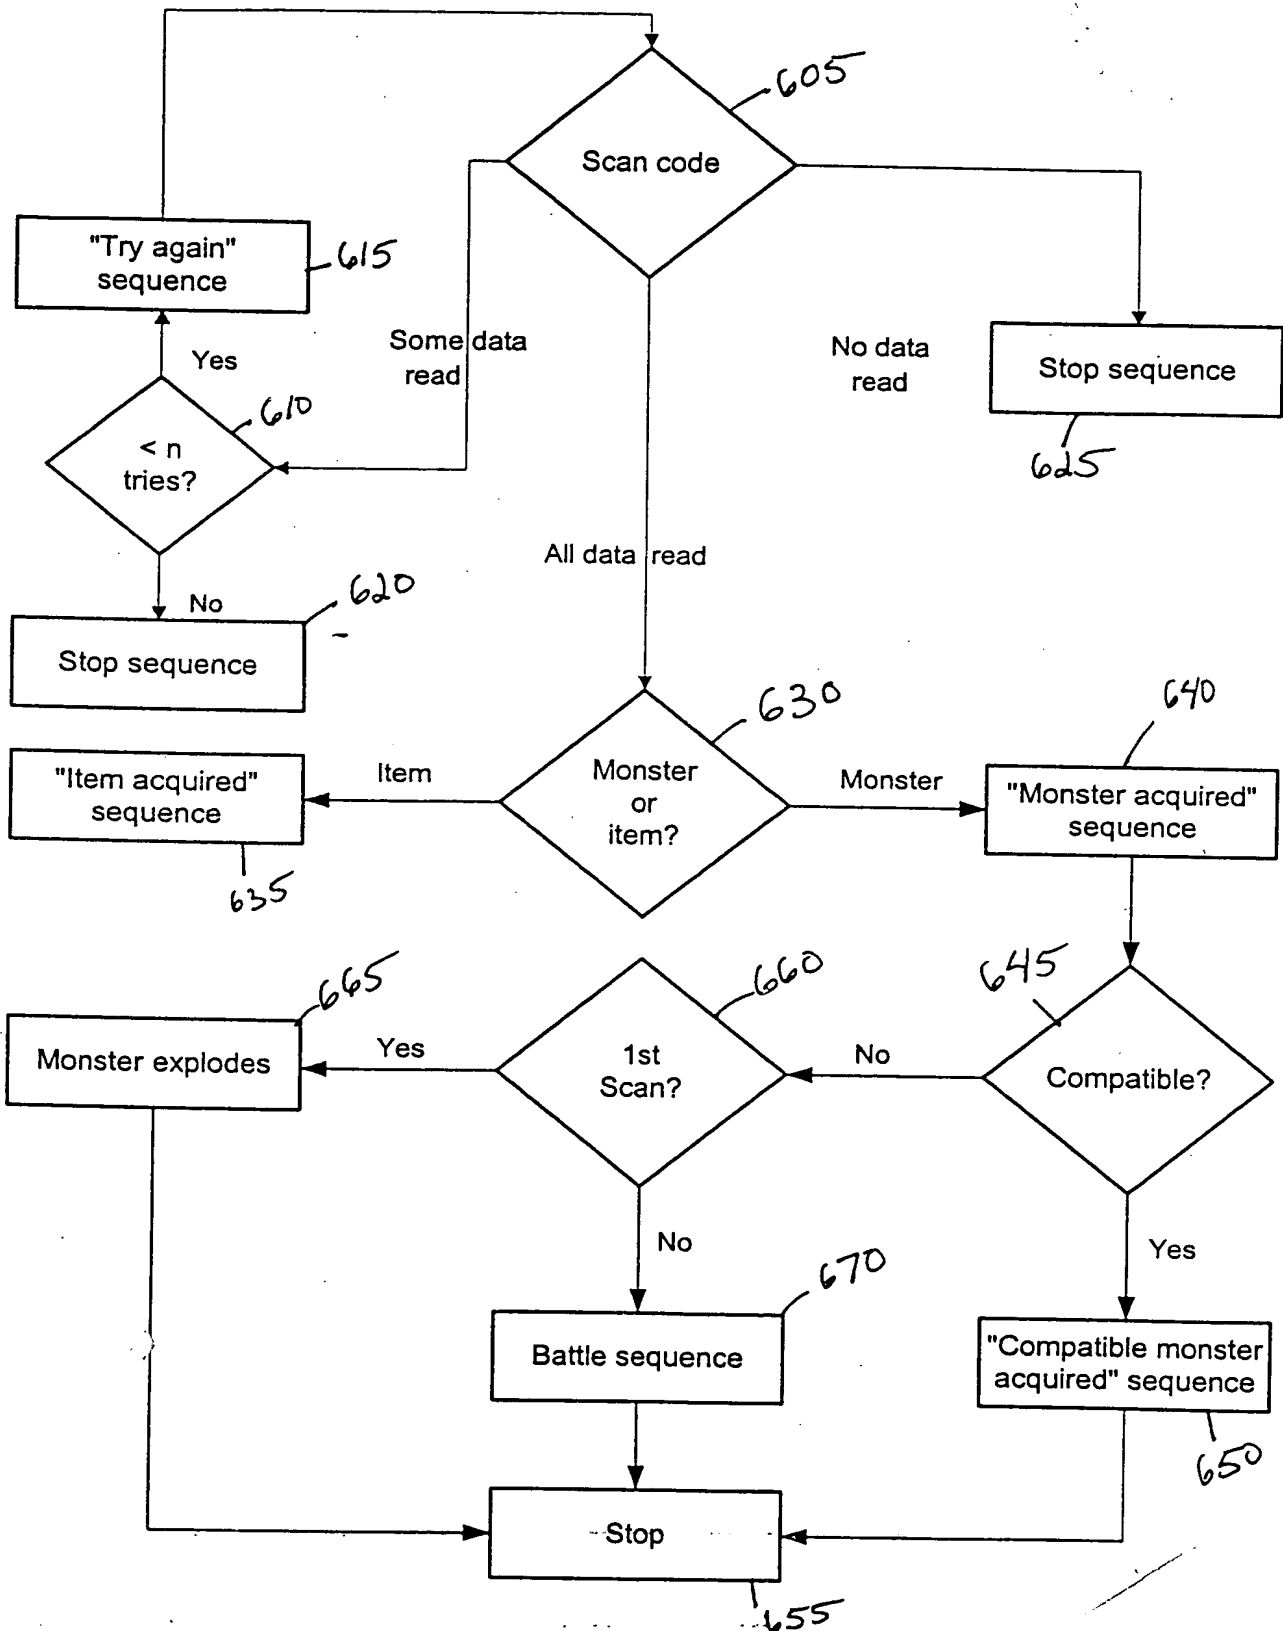 605
Scan code
"Try again"
sequence
615
Some data
read
No data
read
Stop sequence
625
Yes
610
< n
tries?
All data read
No
620
Stop sequence
630
640
Monster
or
item?
Item
"Item acquired"
sequence
635
Monster
"Monster acquired"
sequence
665
660
645
Monster explodes
Yes
1st
Scan?
No
Compatible?
No
670
Yes
Battle sequence
"Compatible monster
acquired" sequence
650
Stop
655